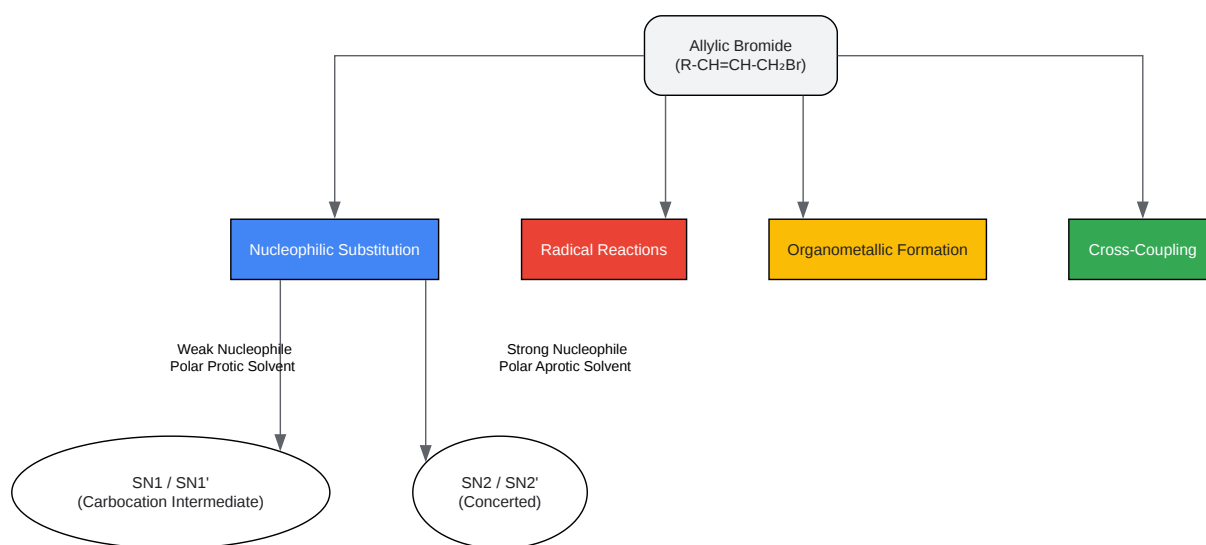 Allylic Bromide
(R-CH=CH-CH₂Br)
Nucleophilic Substitution
Radical Reactions
Organometallic Formation
Cross-Coupling
Weak Nucleophile
Polar Protic Solvent
Strong Nucleophile
Polar Aprotic Solvent
SN1 / SN1'
(Carbocation Intermediate)
SN2 / SN2'
(Concerted)